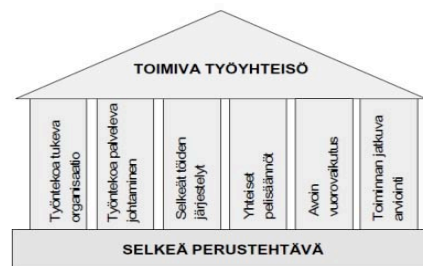 TOIMIVA TYÖYHTEISÖ
Työntekoa tukeva
organisaatio
Työntekoa palveleva
johtaminen
Selkeät töiden
järjestelyt
Yhteiset
pelisäännöt
Avoin
vuorovaikutus
Toiminnan jatkuva
arviointi
SELKEÄ PERUSTEHTÄVÄ